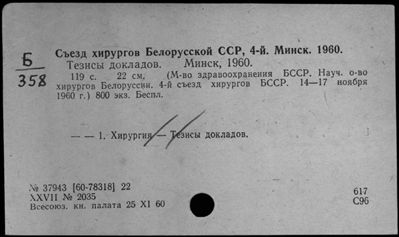 Б
358
Съезд хирургов Белорусской ССР, 4-й. Минск. 1960.
Тезисы докладов. Минск, 1960.
119 с. 22 см, (М-во здравоохранения БССР. Науч. о-во
хирургов Белоруссии. 4-й съезд хирургов БССР. 14—17 ноября
1960 г.) 800 экз. Беспл.
— — 1. Хирургия — Тезисы докладов.
№ 37943 [60-78318] 22
XXVII № 2035
Всесоюз. кн. палата 25 XI 60
617
С96